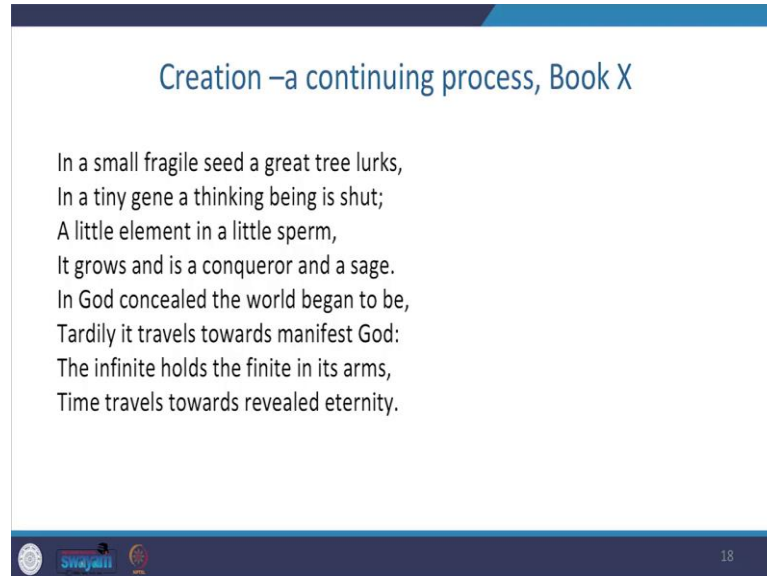 Creation –a continuing process, Book X
In a small fragile seed a great tree lurks,
In a tiny gene a thinking being is shut;
A little element in a little sperm,
It grows and is a conqueror and a sage.
In God concealed the world began to be,
Tardily it travels towards manifest God:
The infinite holds the finite in its arms,
Time travels towards revealed eternity.
swayam
18